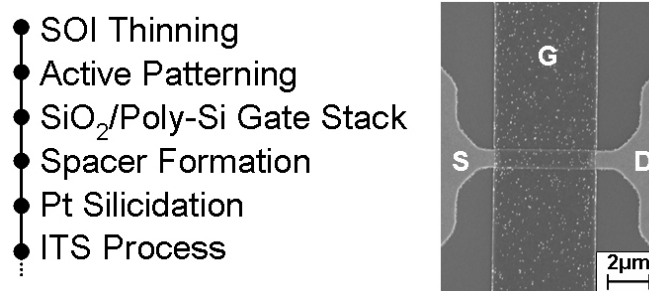 SOI Thinning
Active Patterning
SiO₂/Poly-Si Gate Stack
Spacer Formation
Pt Silicidation
ITS Process
G
S
D
2μm